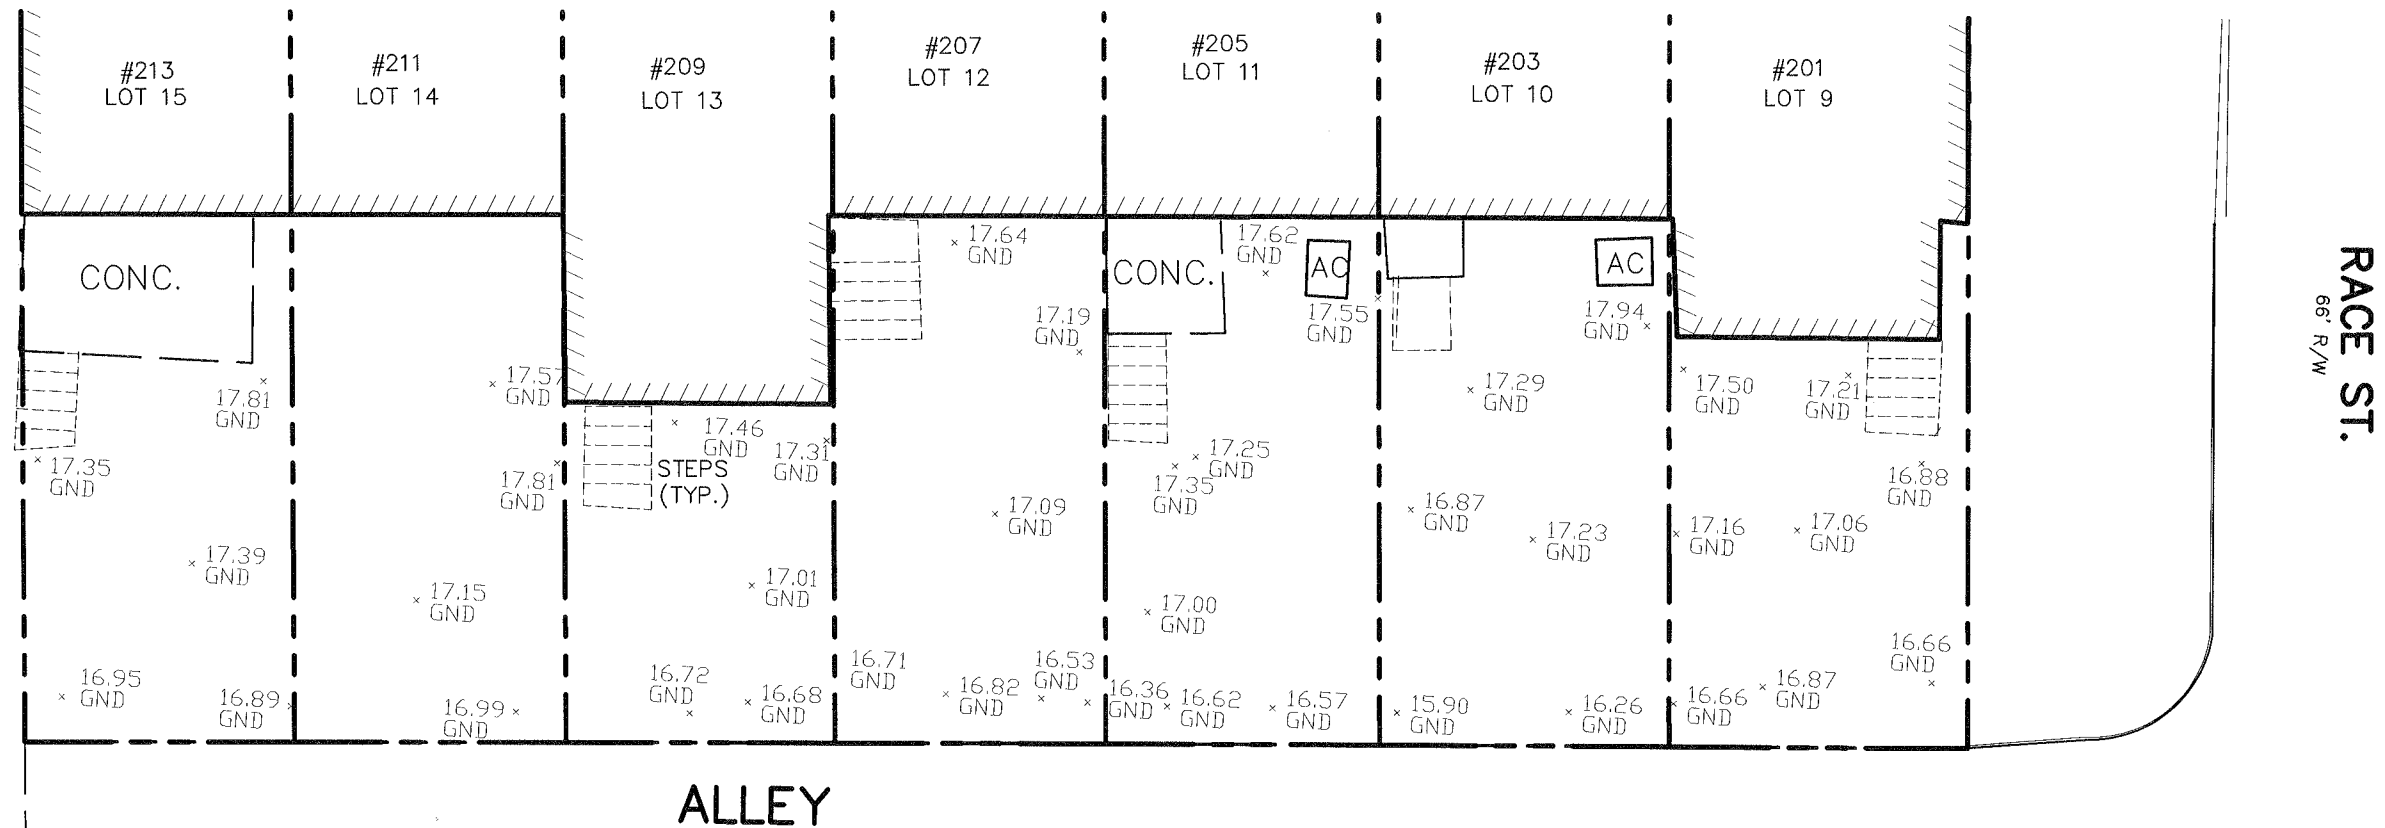 #213
LOT 15
#211
LOT 14
#209
LOT 13
#207
LOT 12
#205
LOT 11
#203
LOT 10
#201
LOT 9
RACE ST.
66' R/W
CONC.
17.64
GND
CONC.
17.62
GND
AC
AC
17.19
GND
17.55
GND
17.94
GND
17.81
GND
17.57
GND
17.29
GND
17.50
GND
17.21
GND
17.35
GND
17.81
GND
17.46
GND
STEPS
(TYP.)
17.31
GND
17.25
GND
17.35
GND
16.88
GND
17.09
GND
16.87
GND
17.23
GND
17.16
GND
17.06
GND
17.39
GND
17.15
GND
17.01
GND
17.00
GND
16.66
GND
16.95
GND
16.89
GND
16.99
GND
16.72
GND
16.68
GND
16.71
GND
16.82
GND
16.53
GND
16.36
GND
16.62
GND
16.57
GND
15.90
GND
16.26
GND
16.66
GND
16.87
GND
ALLEY